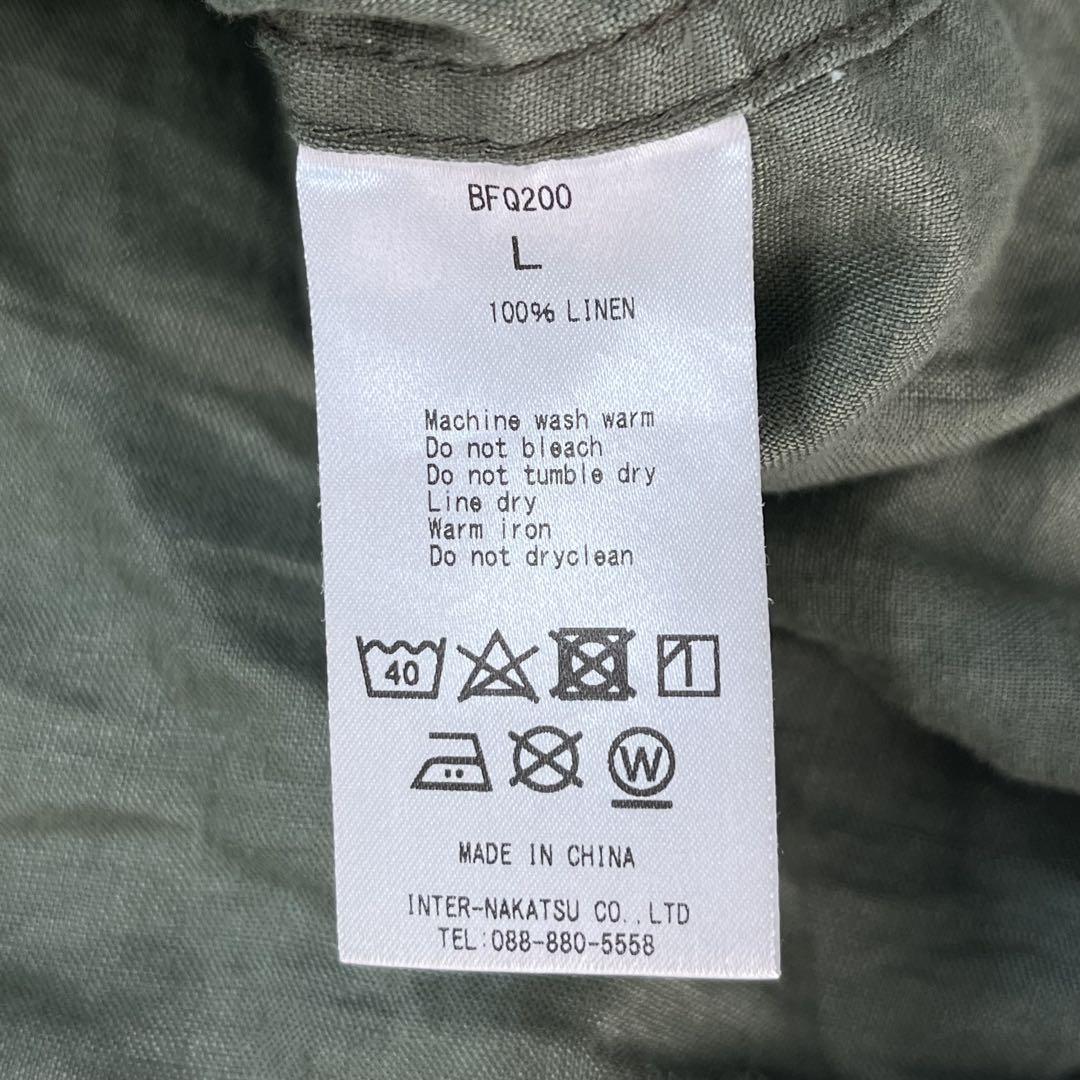 BFQ200
L
100% LINEN
Machine wash warm
Do not bleach
Do not tumble dry
Line dry
Warm iron
Do not dryclean
40
W
MADE IN CHINA
INTER-NAKATSU CO.,LTD
TEL:088-880-5558